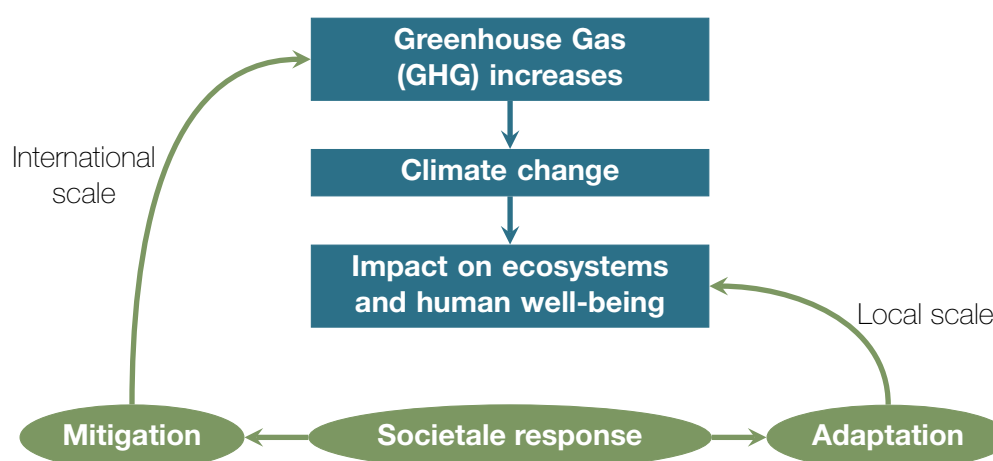 Greenhouse Gas
(GHG) increases
International
scale
Climate change
Impact on ecosystems
and human well-being
Local scale
Mitigation
Societale response
Adaptation